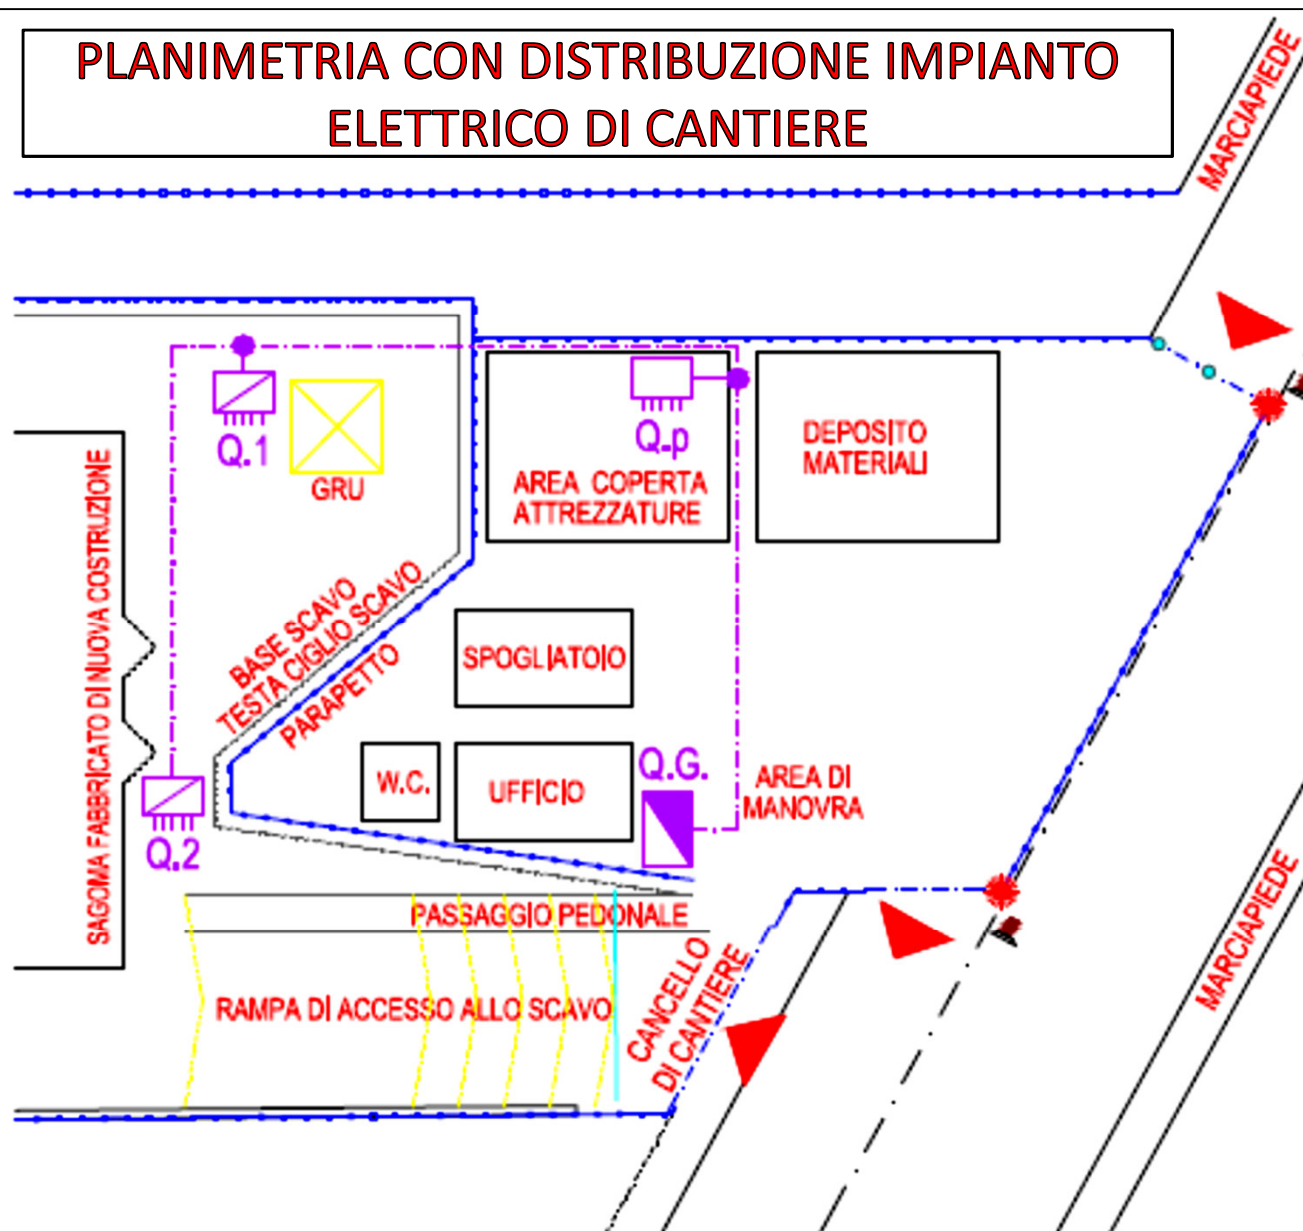 PLANIMETRIA CON DISTRIBUZIONE IMPIANTO
ELETTRICO DI CANTIERE
MARCIAPIEDE
Q.1
GRU
Q.p
AREA COPERTA
ATTREZZATURE
DEPOSITO
MATERIALI
SAGOMA FABBRICATO DI NUOVA COSTRUZIONE
BASE SCAVO
TESTA CIGLIO SCAVO
PARAPETTO
SPOGLIATOIO
W.C.
UFFICIO
Q.G.
AREA DI
MANOVRA
Q.2
PASSAGGIO PEDONALE
RAMPA DI ACCESSO ALLO SCAVO
CANCELLO
DI CANTIERE
MARCIAPIEDE